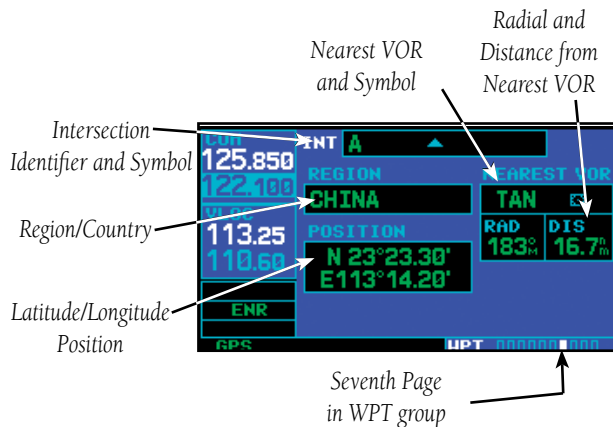 Radial and
Distance from
Nearest VOR
Nearest VOR
and Symbol
Intersection
Identifier and Symbol
Region/Country
Latitude/Longitude
Position
COM
125.850
122.100
VLOC
113.25
110.60
ENR
GPS
INT A
REGION
CHINA
POSITION
N 23°23.30'
E113°14.20'
NEAREST VOR
TAN
RAD DIS
183°M 16.7nm
WPT
Seventh Page
in WPT group